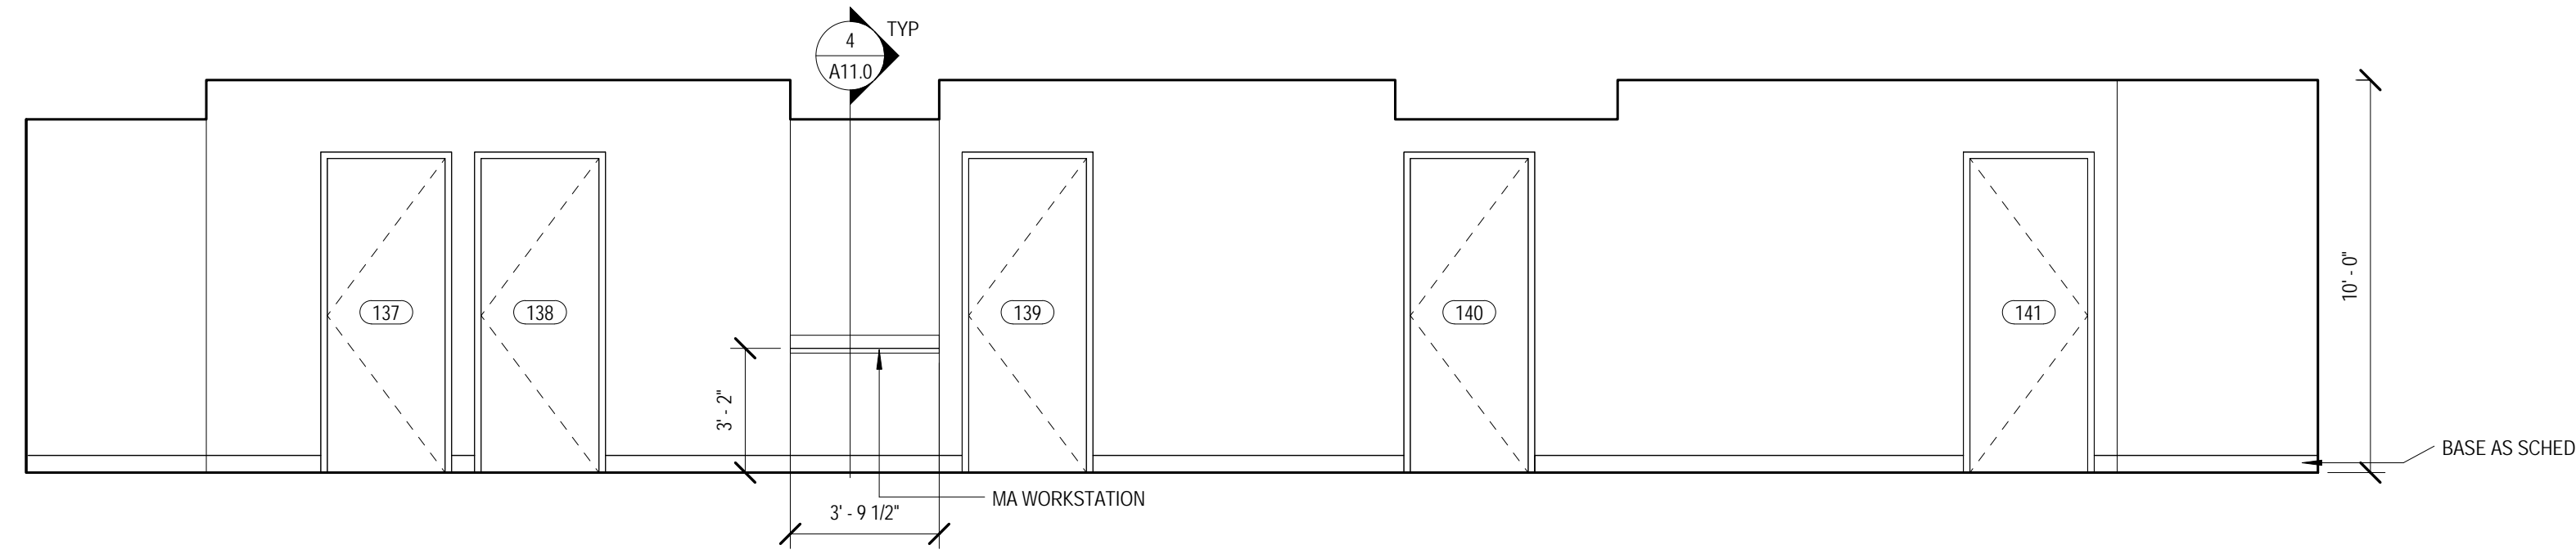 4
TYP
A11.0
10' - 0"
137
138
139
140
141
3' - 2"
BASE AS SCHED
MA WORKSTATION
3' - 9 1/2"